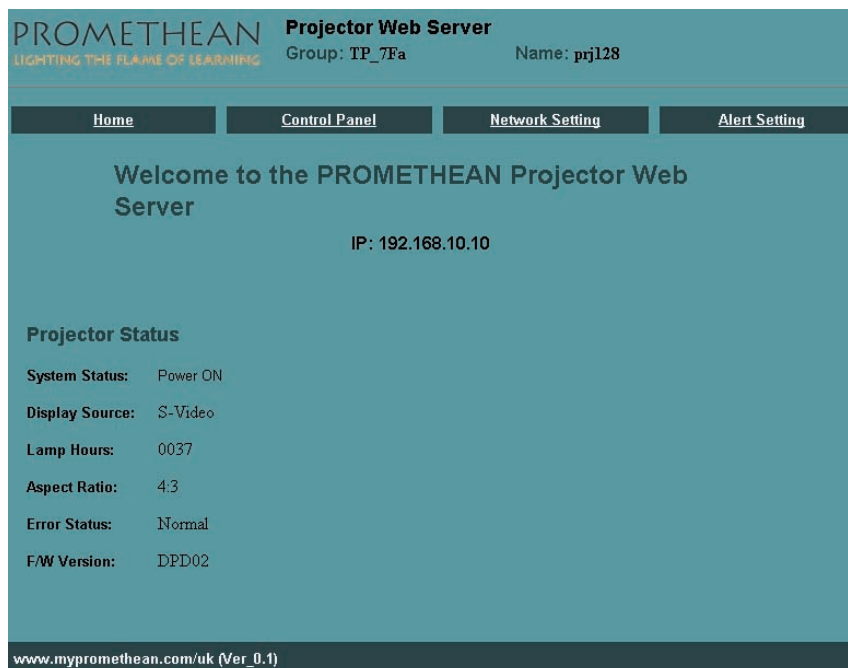 PROMETHEAN
LIGHTING THE FLAME OF LEARNING
Projector Web Server
Group: TP_7Fa Name: prj128
Home Control Panel Network Setting Alert Setting
Welcome to the PROMETHEAN Projector Web
Server
IP: 192.168.10.10
Projector Status
System Status: Power ON
Display Source: S-Video
Lamp Hours: 0037
Aspect Ratio: 4:3
Error Status: Normal
F/W Version: DPD02
www.mypromethean.com/uk (Ver_0.1)